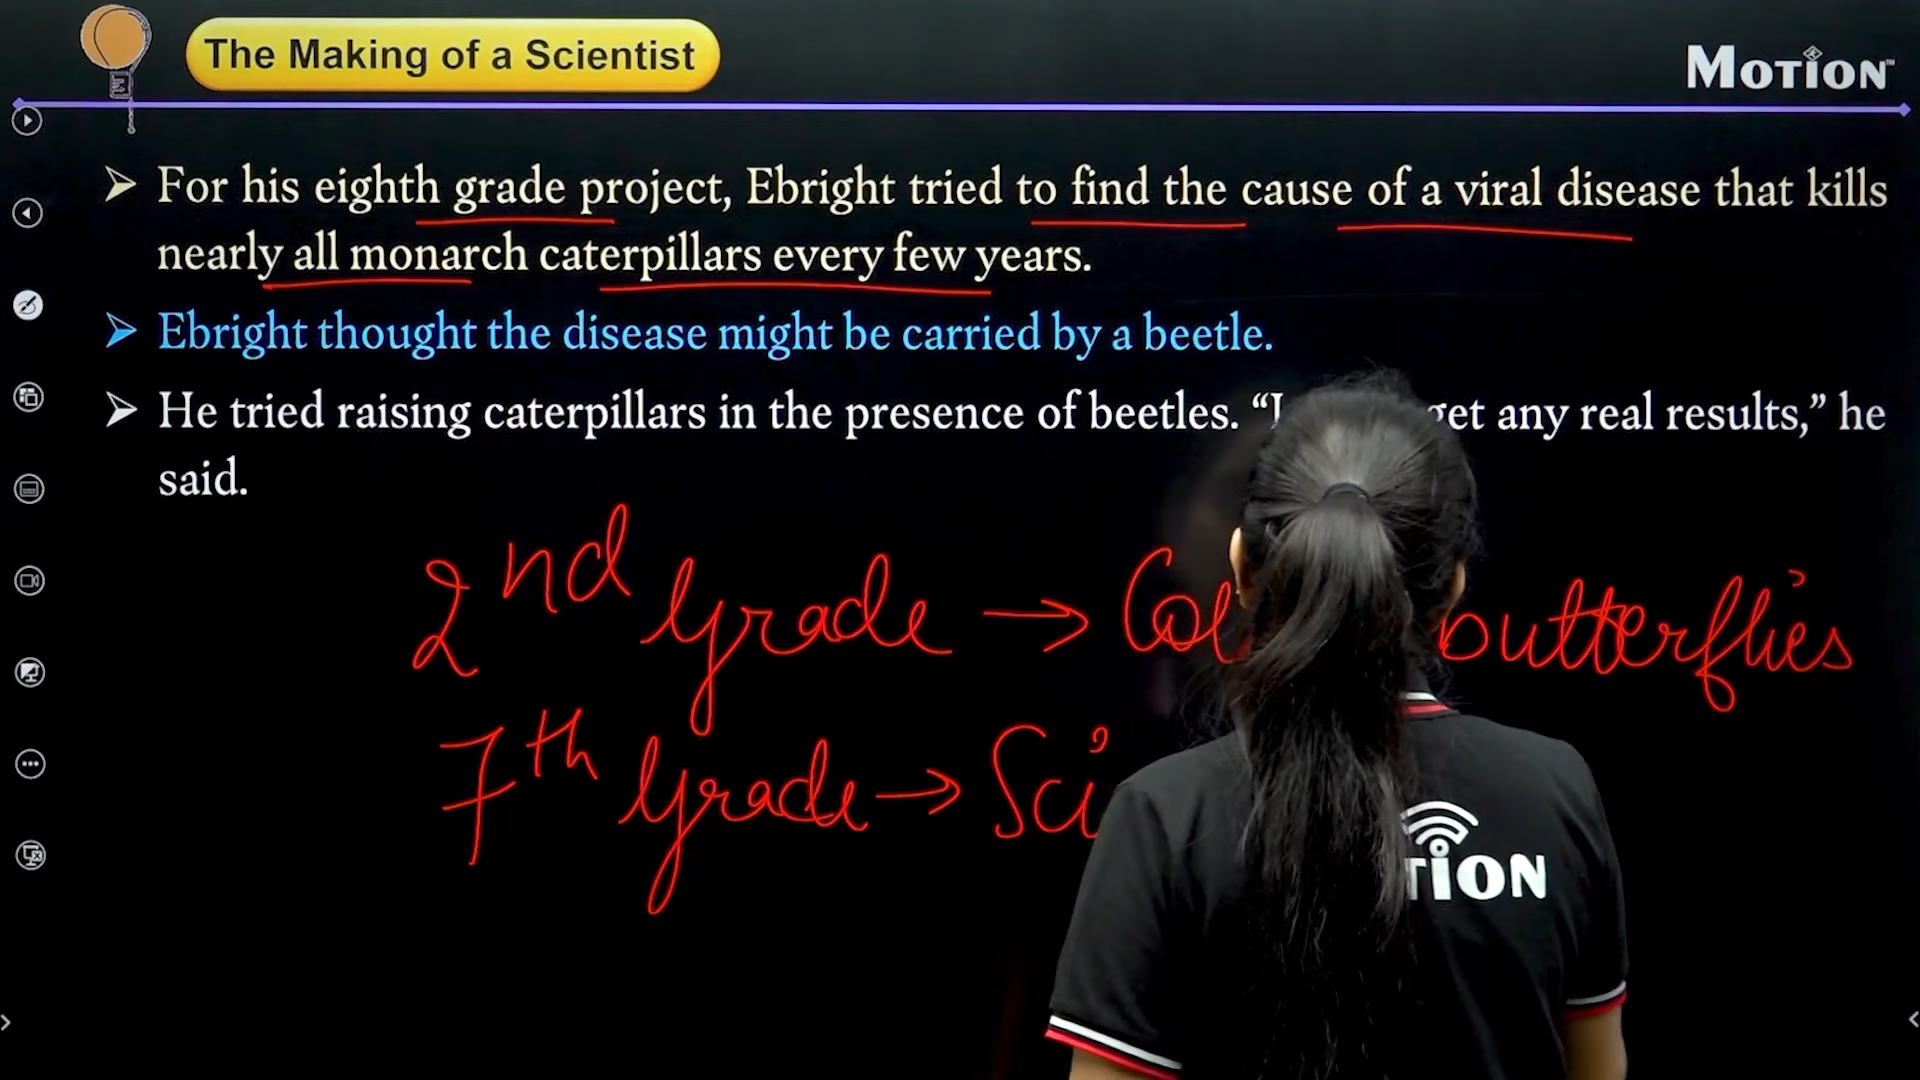 The Making of a Scientist
MOTION
➤ For his eighth grade project, Ebright tried to find the cause of a viral disease that kills
nearly all monarch caterpillars every few years.
➤ Ebright thought the disease might be carried by a beetle.
➤ He tried raising caterpillars in the presence of beetles. “I get any real results,” he
said.
2nd Grade → butterflies
7th Grade →
TION